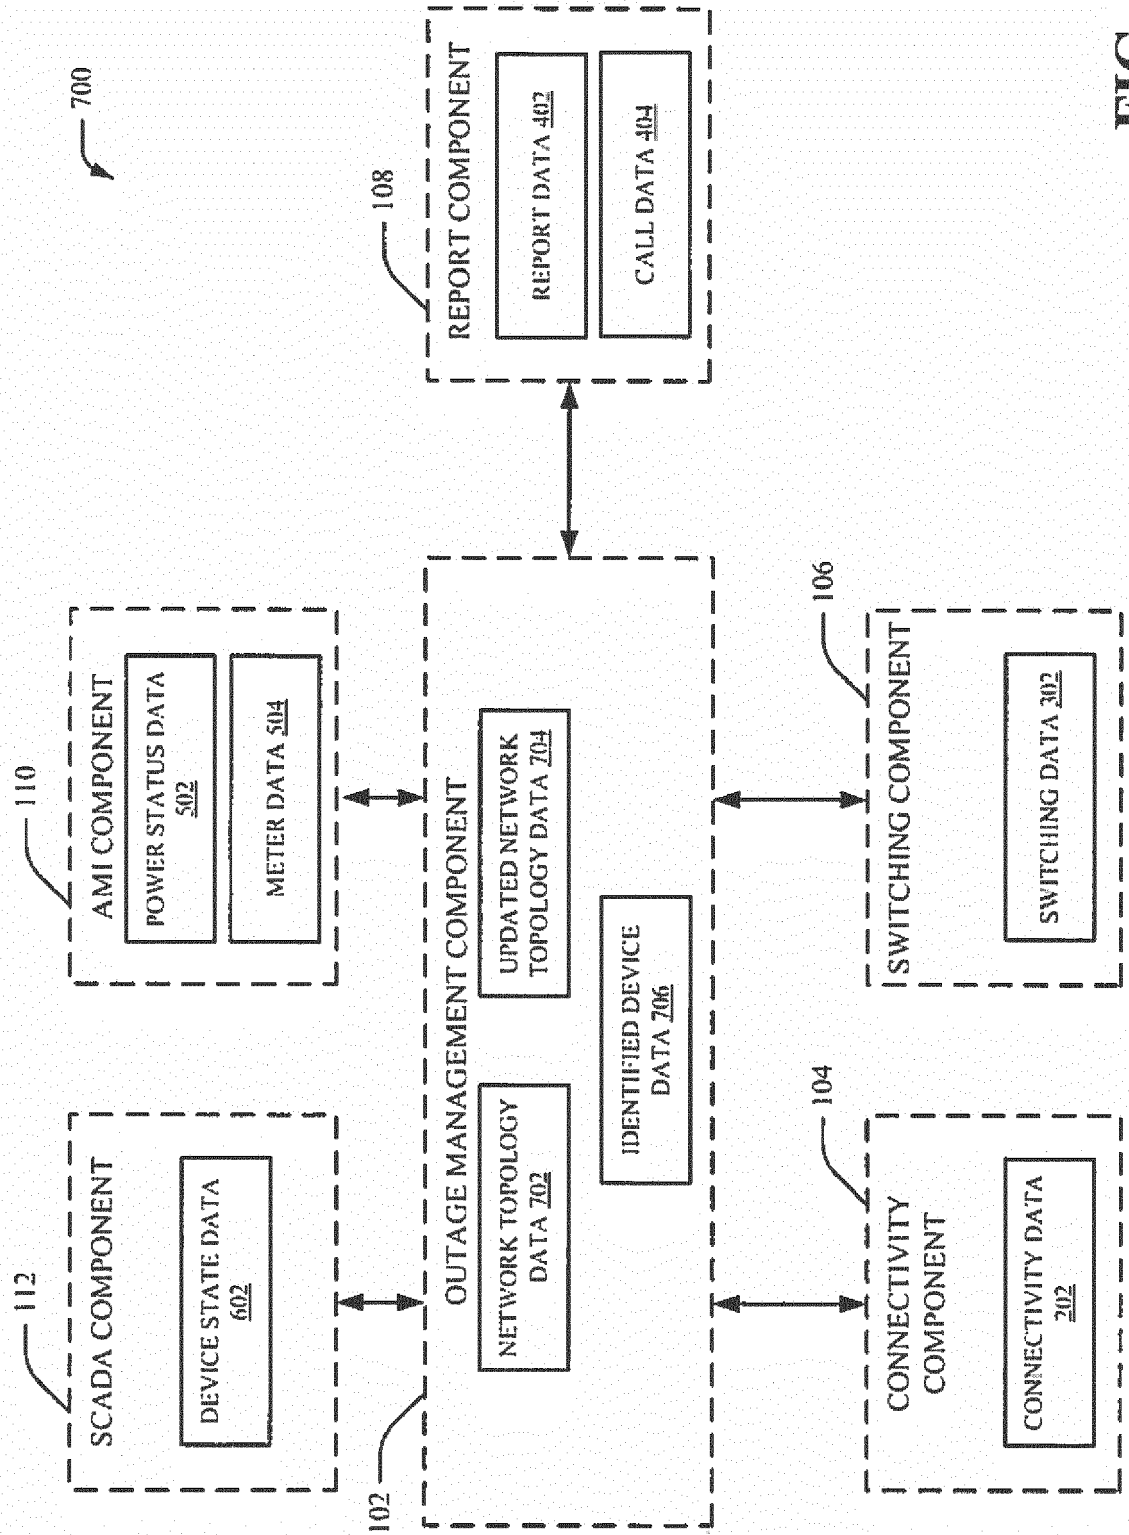 700
112
SCADA COMPONENT
DEVICE STATE DATA
602
110
AMI COMPONENT
POWER STATUS DATA
502
METER DATA 504
102
OUTAGE MANAGEMENT COMPONENT
NETWORK TOPOLOGY
DATA 702
UPDATED NETWORK
TOPOLOGY DATA 704
IDENTIFIED DEVICE
DATA 706
108
REPORT COMPONENT
REPORT DATA 402
CALL DATA 404
104
CONNECTIVITY
COMPONENT
CONNECTIVITY DATA
202
106
SWITCHING COMPONENT
SWITCHING DATA 302